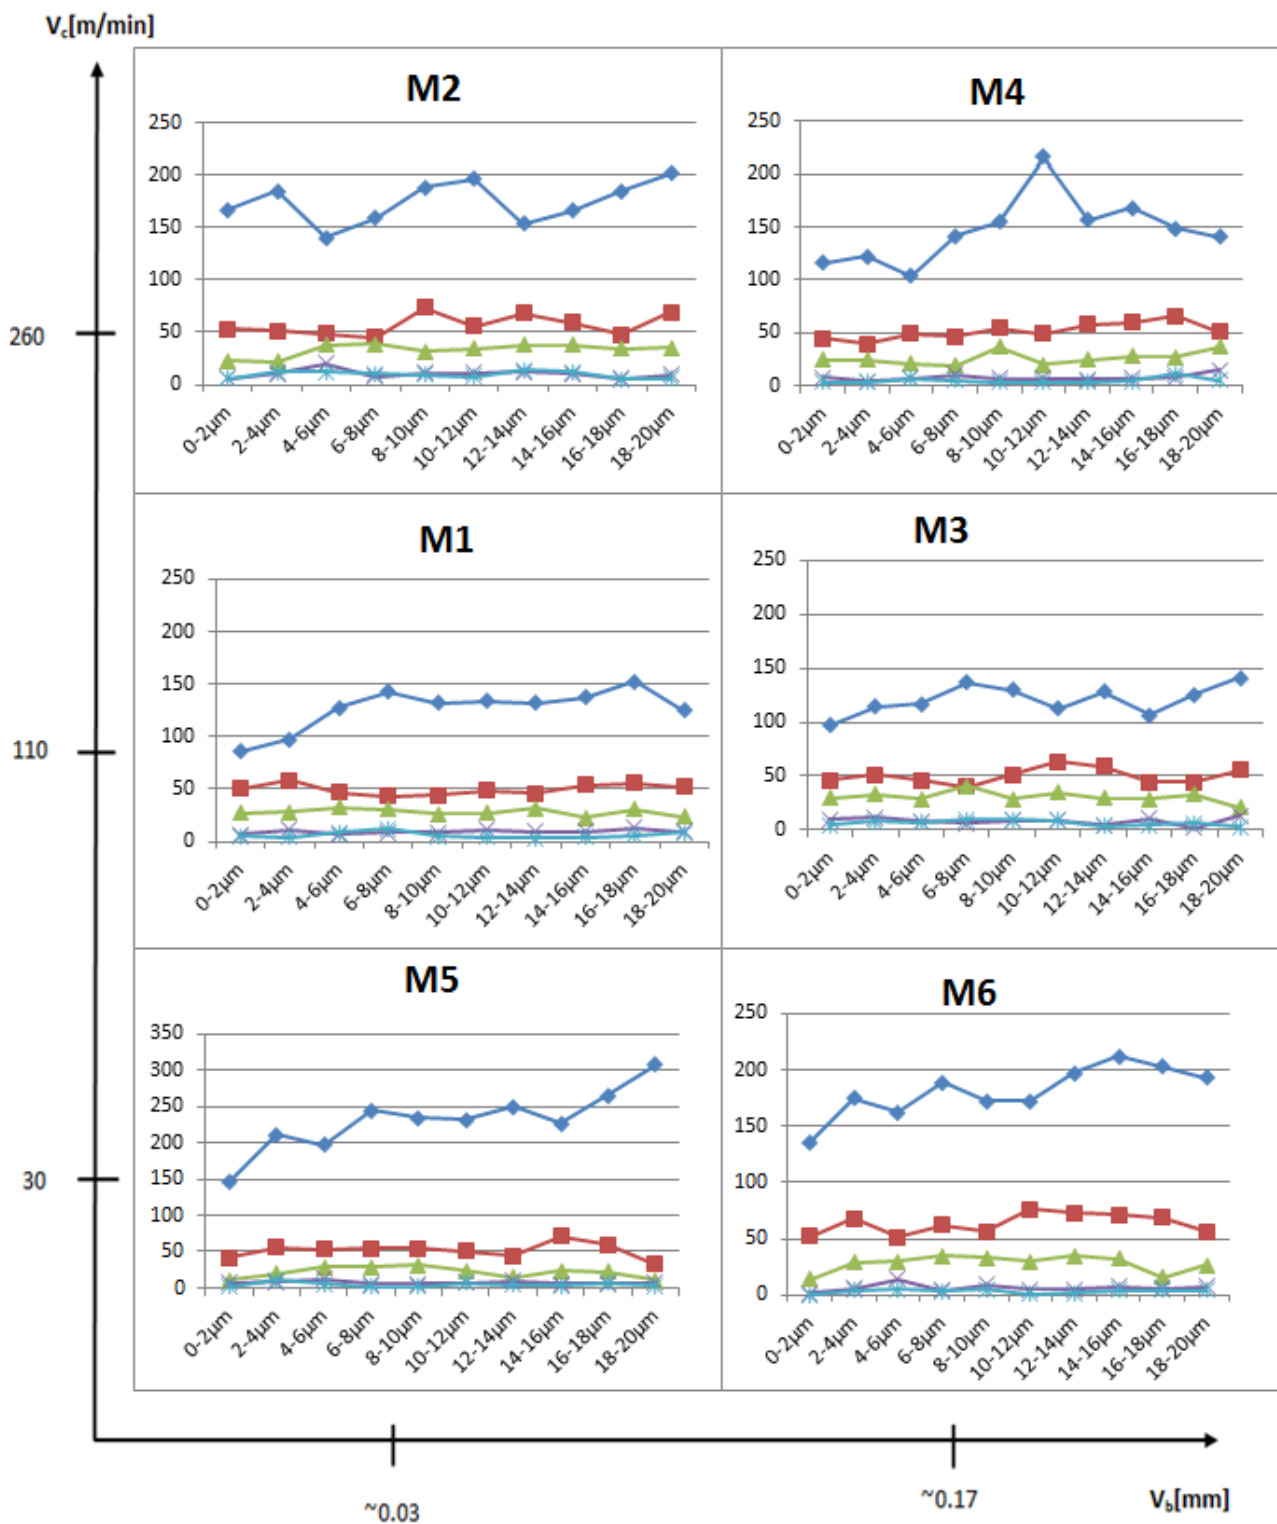 V_c[m/min]
M2
250
200
150
100
50
0
0-2µm
2-4µm
4-6µm
6-8µm
8-10µm
10-12µm
12-14µm
14-16µm
16-18µm
18-20µm
M4
250
200
150
100
50
0
0-2µm
2-4µm
4-6µm
6-8µm
8-10µm
10-12µm
12-14µm
14-16µm
16-18µm
18-20µm
260
M1
250
200
150
100
50
0
0-2µm
2-4µm
4-6µm
6-8µm
8-10µm
10-12µm
12-14µm
14-16µm
16-18µm
18-20µm
M3
250
200
150
100
50
0
0-2µm
2-4µm
4-6µm
6-8µm
8-10µm
10-12µm
12-14µm
14-16µm
16-18µm
18-20µm
110
M5
350
300
250
200
150
100
50
0
0-2µm
2-4µm
4-6µm
6-8µm
8-10µm
10-12µm
12-14µm
14-16µm
16-18µm
18-20µm
M6
250
200
150
100
50
0
0-2µm
2-4µm
4-6µm
6-8µm
8-10µm
10-12µm
12-14µm
14-16µm
16-18µm
18-20µm
30
~0.03
~0.17
V_b[mm]